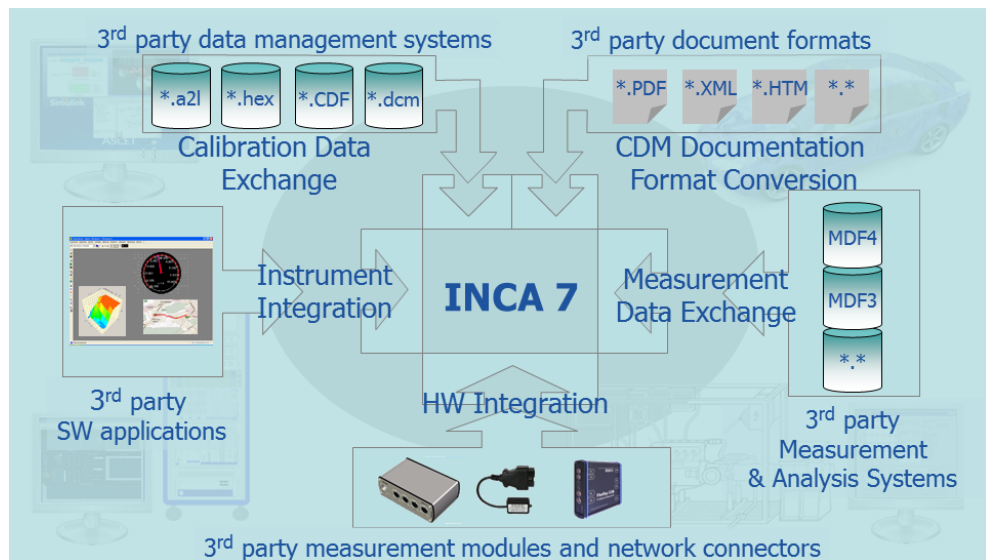 3rd party data management systems
*.a2l *.hex *.CDF *.dcm
Calibration Data
Exchange
3rd party document formats
*.PDF *.XML *.HTM *.*
CDM Documentation
Format Conversion
Instrument
Integration
3rd party
SW applications
INCA 7
Measurement
Data Exchange
MDF4
MDF3
*.*
3rd party
Measurement
& Analysis Systems
HW Integration
3rd party measurement modules and network connectors
ASCET